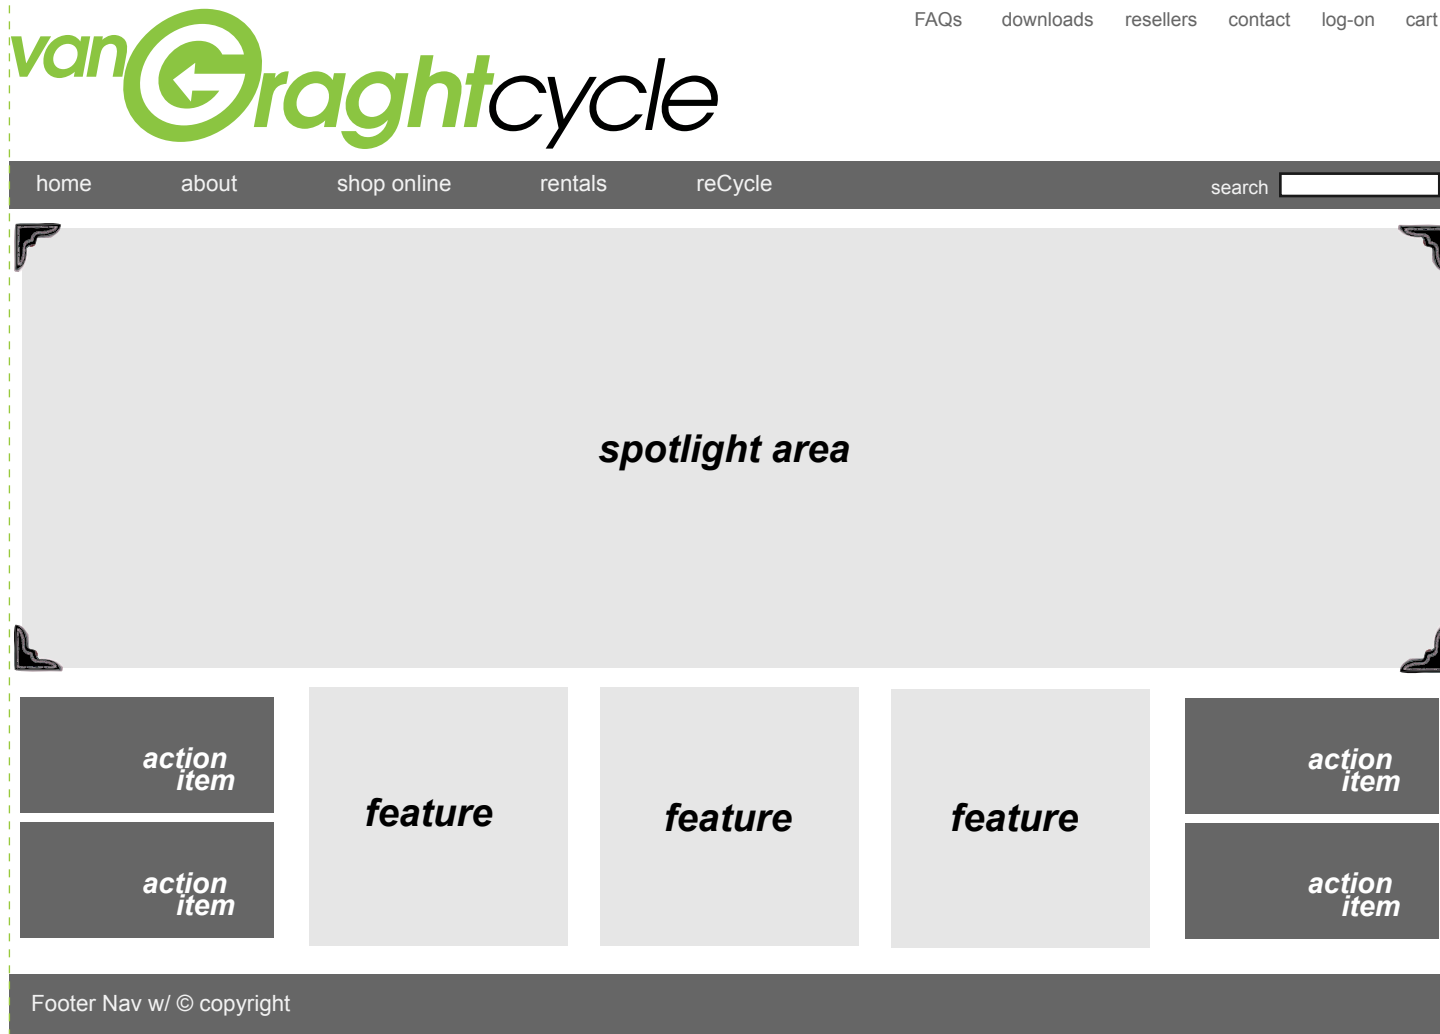 FAQs downloads resellers contact log-on cart
vanGraghtcycle
home about shop online rentals reCycle search
spotlight area
action
item
feature
feature
feature
action
item
action
item
action
item
Footer Nav w/ © copyright